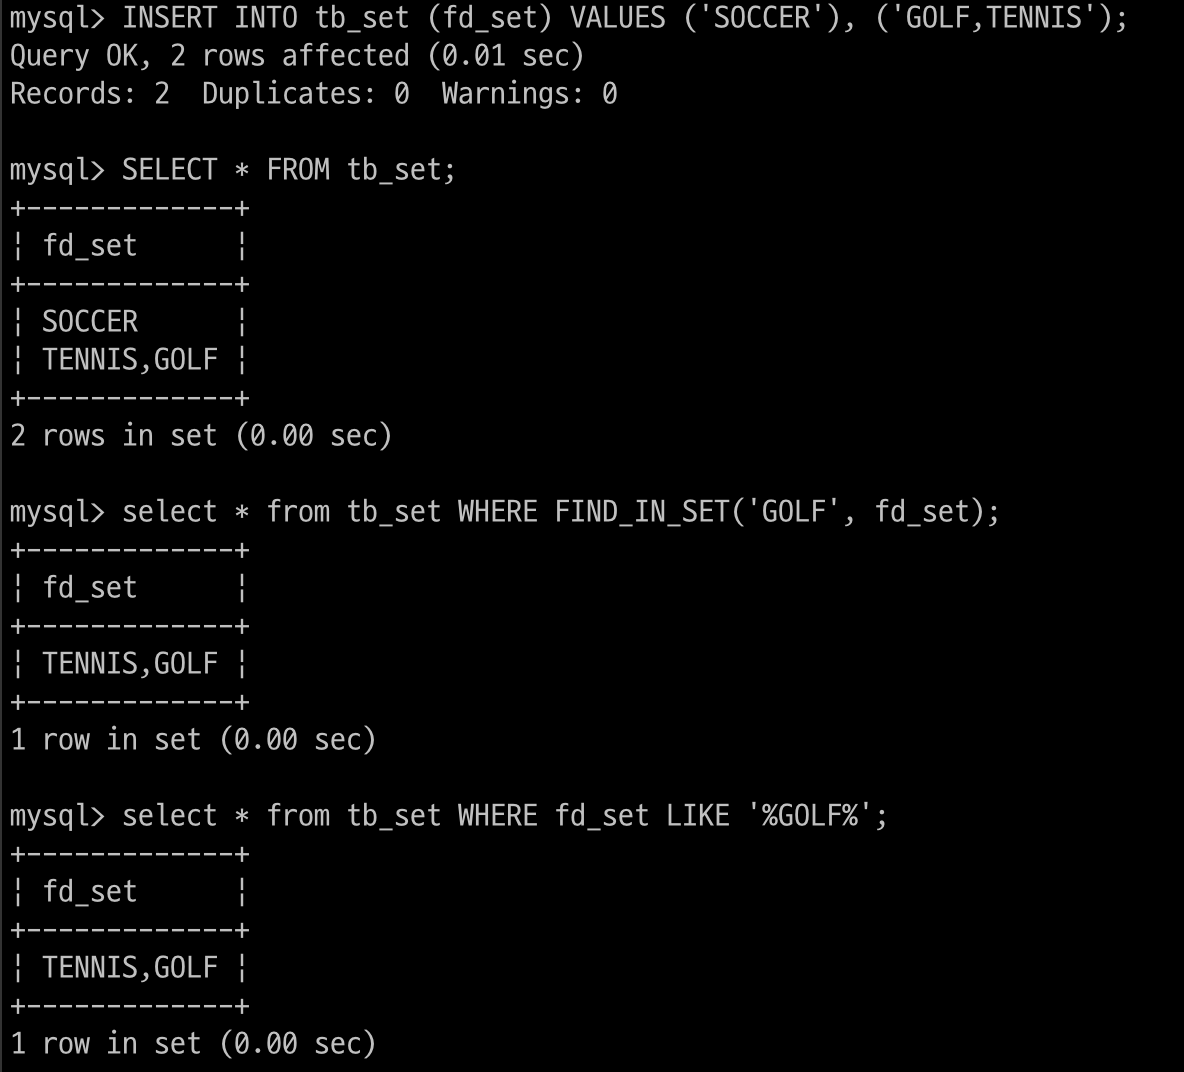 mysql> INSERT INTO tb_set (fd_set) VALUES ('SOCCER'), ('GOLF,TENNIS');
Query OK, 2 rows affected (0.01 sec)
Records: 2  Duplicates: 0  Warnings: 0

mysql> SELECT * FROM tb_set;
+-------------+
¦ fd_set      ¦
+-------------+
¦ SOCCER      ¦
¦ TENNIS,GOLF ¦
+-------------+
2 rows in set (0.00 sec)

mysql> select * from tb_set WHERE FIND_IN_SET('GOLF', fd_set);
+-------------+
¦ fd_set      ¦
+-------------+
¦ TENNIS,GOLF ¦
+-------------+
1 row in set (0.00 sec)

mysql> select * from tb_set WHERE fd_set LIKE '%GOLF%';
+-------------+
¦ fd_set      ¦
+-------------+
¦ TENNIS,GOLF ¦
+-------------+
1 row in set (0.00 sec)